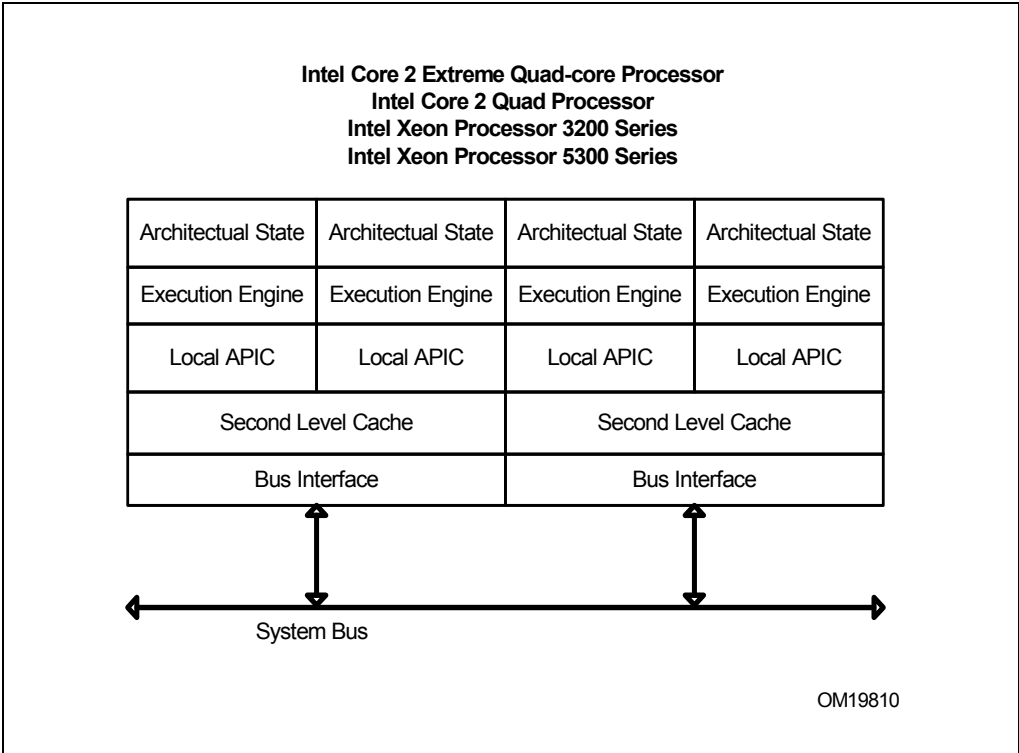 Intel Core 2 Extreme Quad-core Processor
Intel Core 2 Quad Processor
Intel Xeon Processor 3200 Series
Intel Xeon Processor 5300 Series
Architectual State Architectual State Architectual State Architectual State
Execution Engine Execution Engine Execution Engine Execution Engine
Local APIC Local APIC Local APIC Local APIC
Second Level Cache Second Level Cache
Bus Interface Bus Interface
System Bus
OM19810